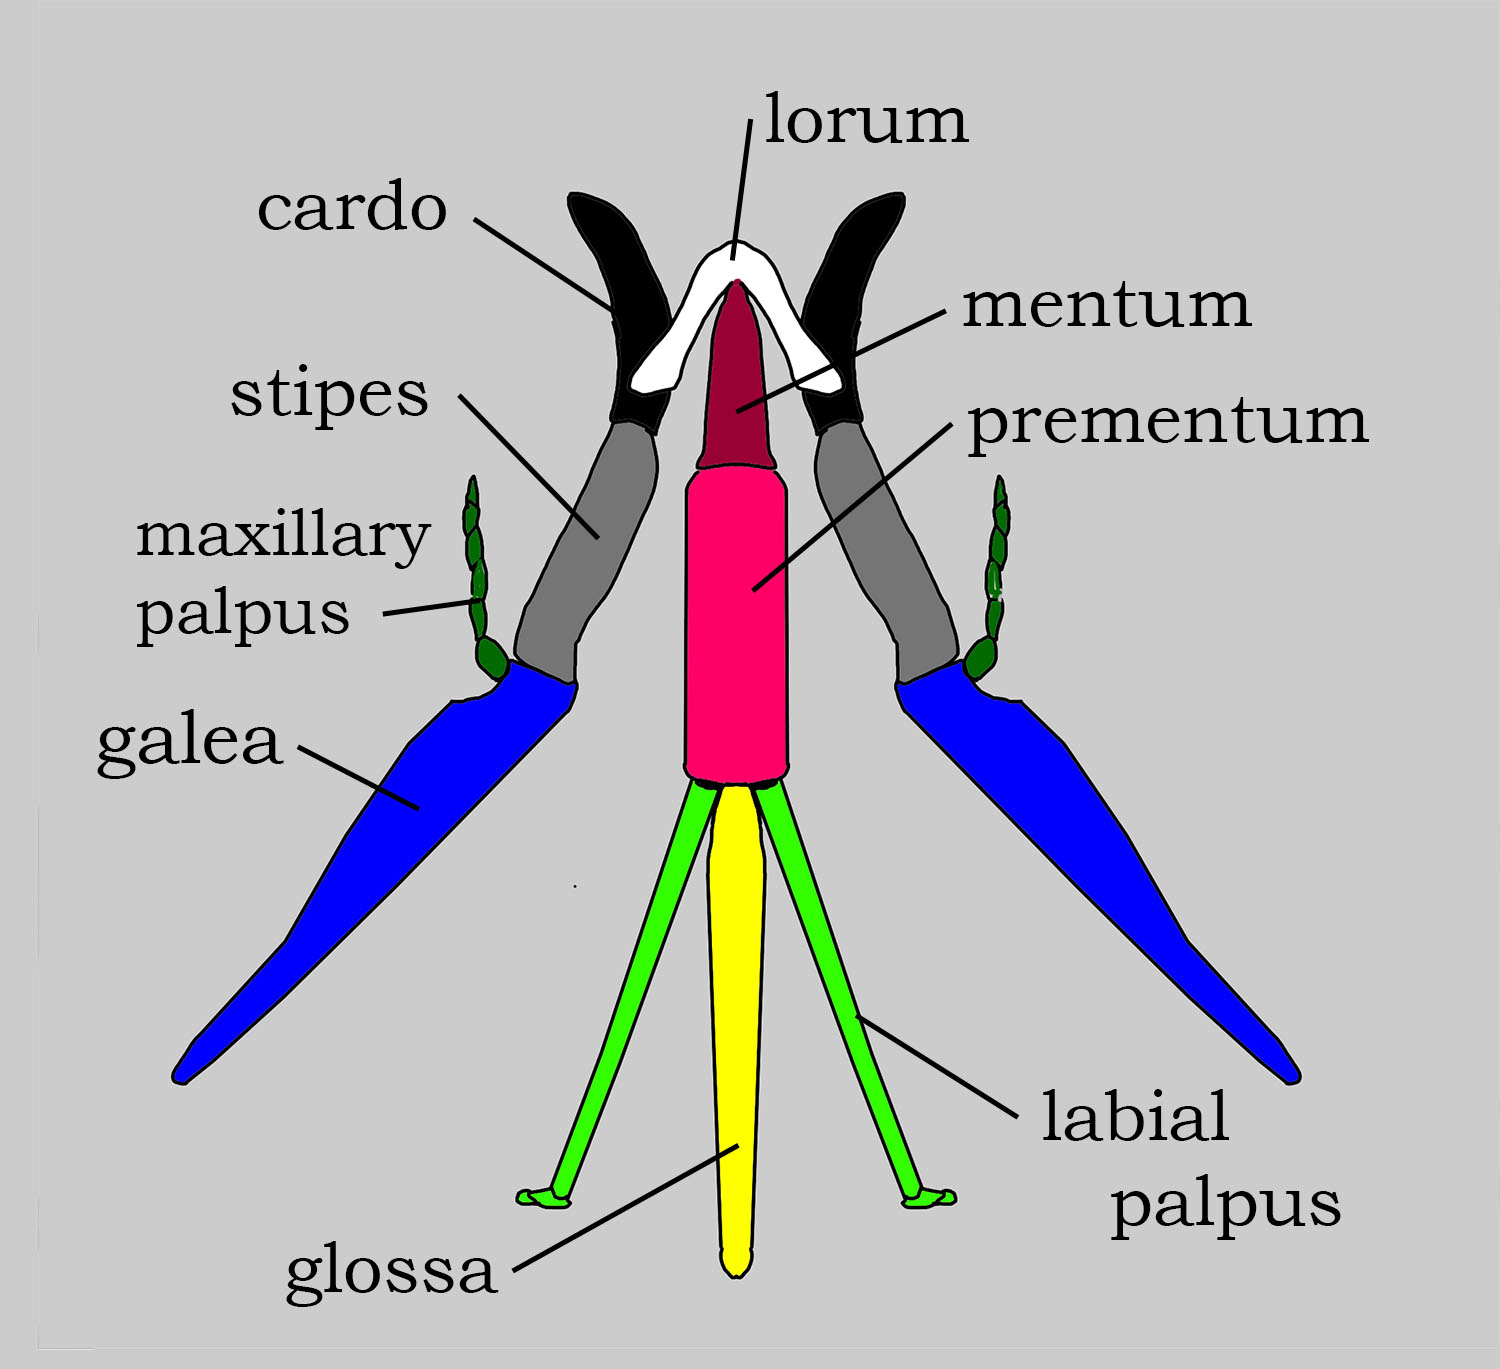 lorum
cardo
mentum
stipes
prementum
maxillary
palpus
galea
labial
palpus
glossa